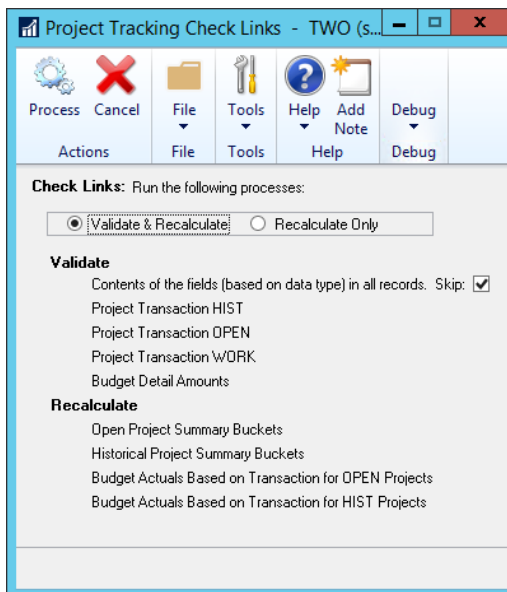 Project Tracking Check Links - TWO (s...
Process Cancel File Tools Help Add Note Debug
Actions File Tools Help Debug
Check Links: Run the following processes:
Validate & Recalculate Recalculate Only
Validate
Contents of the fields (based on data type) in all records. Skip:
Project Transaction HIST
Project Transaction OPEN
Project Transaction WORK
Budget Detail Amounts
Recalculate
Open Project Summary Buckets
Historical Project Summary Buckets
Budget Actuals Based on Transaction for OPEN Projects
Budget Actuals Based on Transaction for HIST Projects